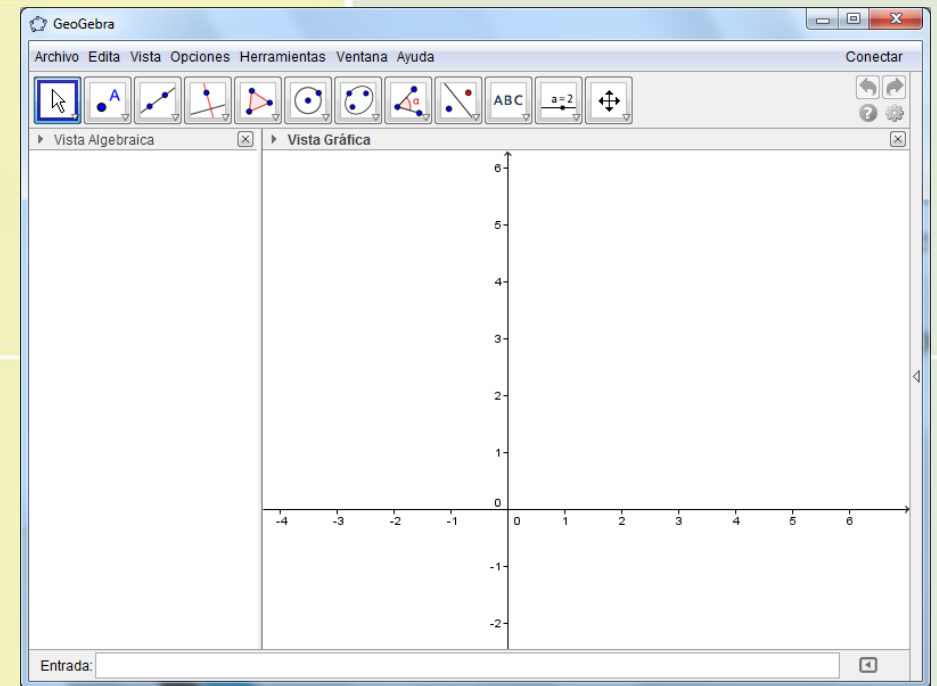 GeoGebra
Archivo Edita Vista Opciones Herramientas Ventana Ayuda Conectar
A α ABC a=2
Vista Algebraica Vista Gráfica
6
5
4
3
2
1
0
-4 -3 -2 -1 0 1 2 3 4 5 6
-1
-2
Entrada: